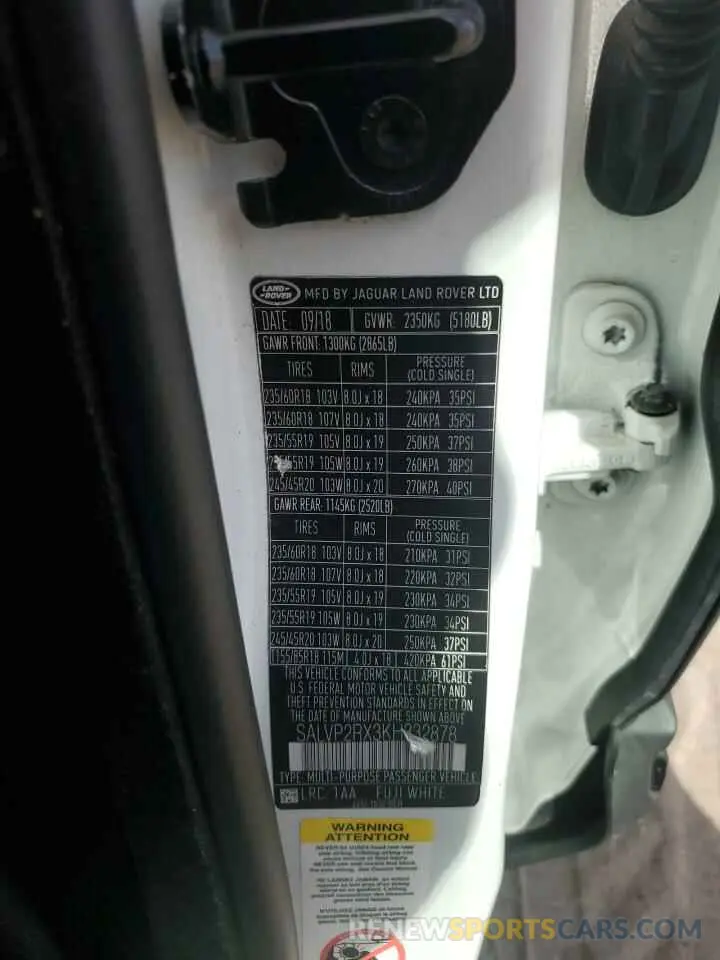 LAND-ROVER MFD BY JAGUAR LAND ROVER LTD
DATE: 09/18 GVWR: 2350KG (5180LB)
GAWR FRONT: 1300KG (2865LB)
TIRES RIMS PRESSURE (COLD SINGLE)
235/60R18 103V 8.0J x 18 240KPA 35PSI
235/60R18 107V 8.0J x 18 240KPA 35PSI
235/55R19 105V 8.0J x 19 250KPA 37PSI
/55R19 105W 8.0J x 19 260KPA 38PSI
245/45R20 103W 8.0J x 20 270KPA 40PSI
GAWR REAR: 1145KG (2520LB)
TIRES RIMS PRESSURE (COLD SINGLE)
235/60R18 103V 8.0J x 18 210KPA 31PSI
235/60R18 107V 8.0J x 18 220KPA 32PSI
235/55R19 105V 8.0J x 19 230KPA 34PSI
235/55R19 105W 8.0J x 19 230KPA 34PSI
245/45R20 103W 8.0J x 20 250KPA 37PSI
T155/85R18 115M 4.0J x 18 420KPA 61PSI
THIS VEHICLE CONFORMS TO ALL APPLICABLE
U.S. FEDERAL MOTOR VEHICLE SAFETY AND
THEFT PREVENTION STANDARDS IN EFFECT ON
THE DATE OF MANUFACTURE SHOWN ABOVE
2878
TYPE: MULTI-PURPOSE PASSENGER VEHICLE
LRC: 1AA FUJI WHITE
WARNING
ATTENTION
RENEWSPORTSCARS.COM